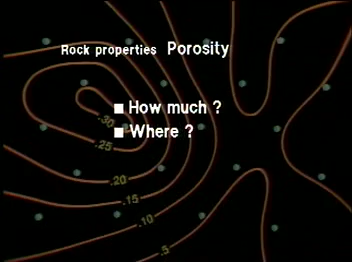 Rock properties Porosity
■ How much ?
■ Where ?
.30
.25
.20
.15
.10
.5